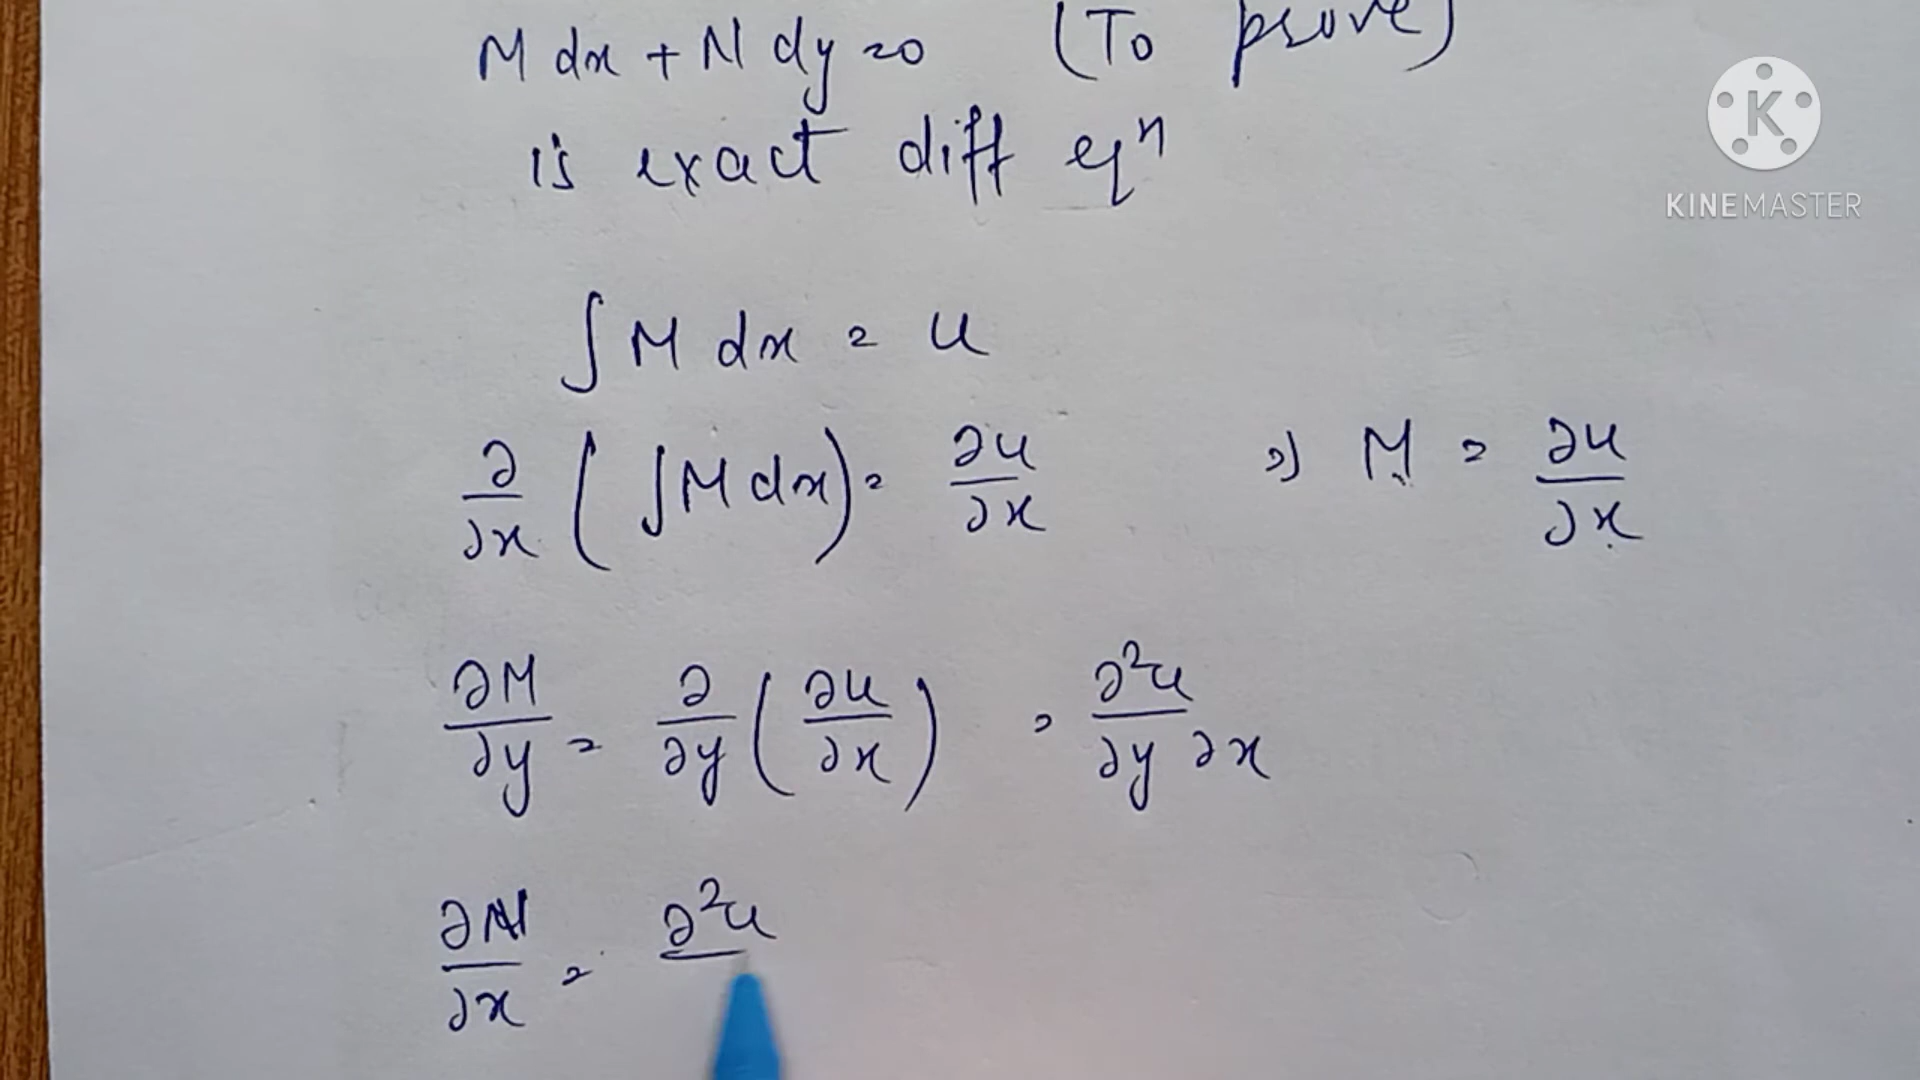 M dx + N dy = 0 (To prove)
is exact diff eqⁿ
K
KINEMASTER
∫ M dx = u
∂/∂x ( ∫ M dx ) = ∂u/∂x ⇒ M = ∂u/∂x
∂M/∂y = ∂/∂y ( ∂u/∂x ) = ∂²u/∂y ∂x
∂N/∂x = ∂²u